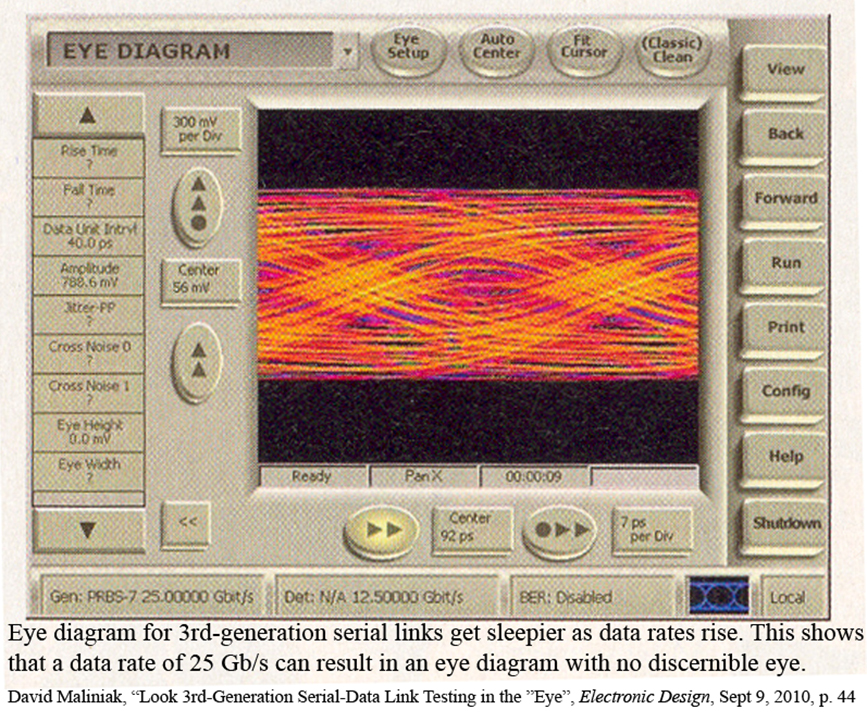 EYE DIAGRAM
Eye
Setup
Auto
Center
Fit
Cursor
(Classic)
Clean
View
Back
Forward
Run
Print
Config
Help
Shutdown
Rise Time
?
Fall Time
?
Data Unit Intrvl
40.0 ps
Amplitude
788.6 mV
Jitter-PP
?
Cross Noise 0
?
Cross Noise 1
?
Eye Height
0.0 mV
Eye Width
?
300 mV
per Div
Center
56 mV
<<
Ready
Pan X
00:00:09
Center
92 ps
7 ps
per Div
Gen: PRBS-7 25.00000 Gbit/s
Det: N/A 12.50000 Gbit/s
BER: Disabled
Local
Eye diagram for 3rd-generation serial links get sleepier as data rates rise. This shows
that a data rate of 25 Gb/s can result in an eye diagram with no discernible eye.
David Maliniak, “Look 3rd-Generation Serial-Data Link Testing in the ”Eye”, Electronic Design, Sept 9, 2010, p. 44